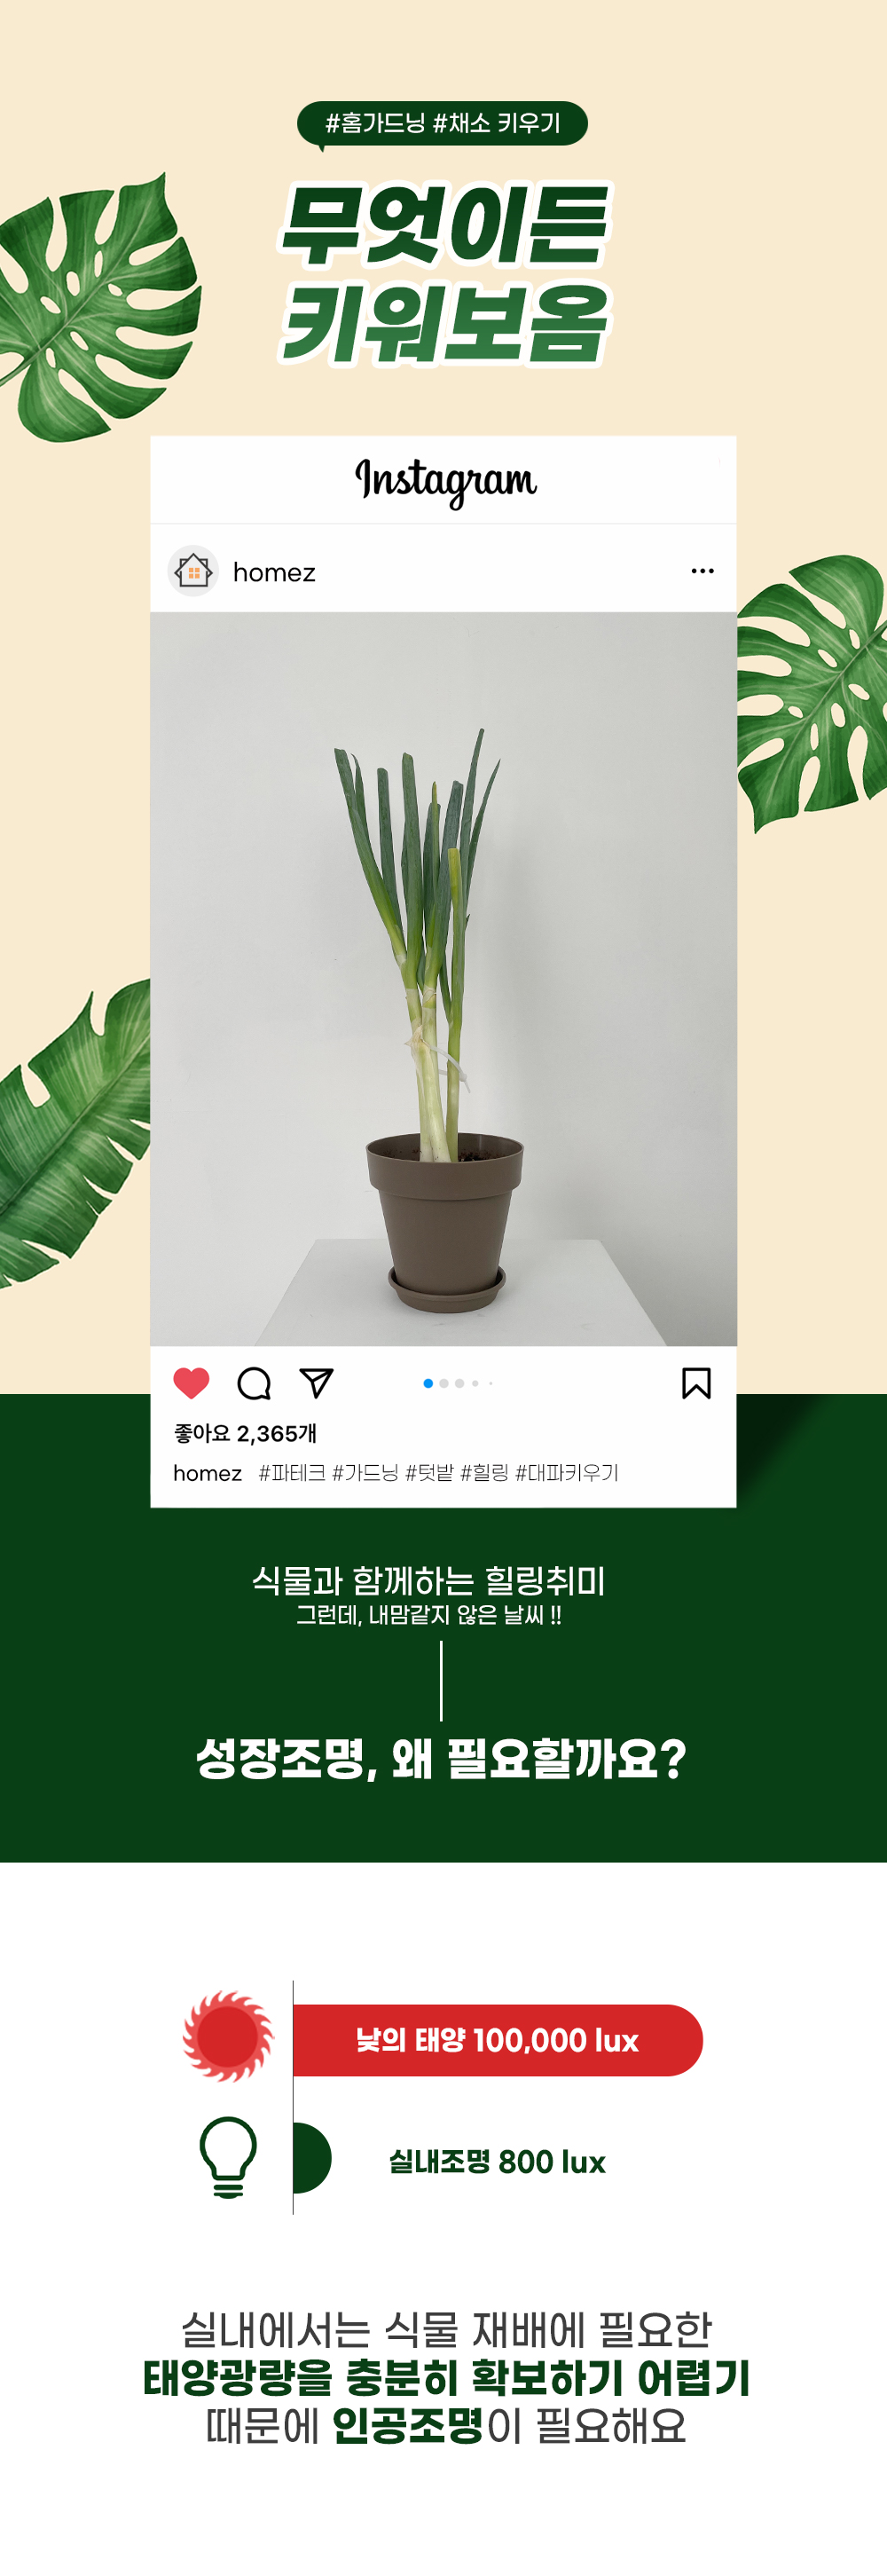 #홈가드닝 #채소 키우기
무엇이든
키워보옴
Instagram
homez
좋아요 2,365개
homez #파테크 #가드닝 #텃밭 #힐링 #대파키우기
식물과 함께하는 힐링취미
그런데, 내맘같지 않은 날씨 !!
성장조명, 왜 필요할까요?
낮의 태양 100,000 lux
실내조명 800 lux
실내에서는 식물 재배에 필요한
태양광량을 충분히 확보하기 어렵기
때문에 인공조명이 필요해요